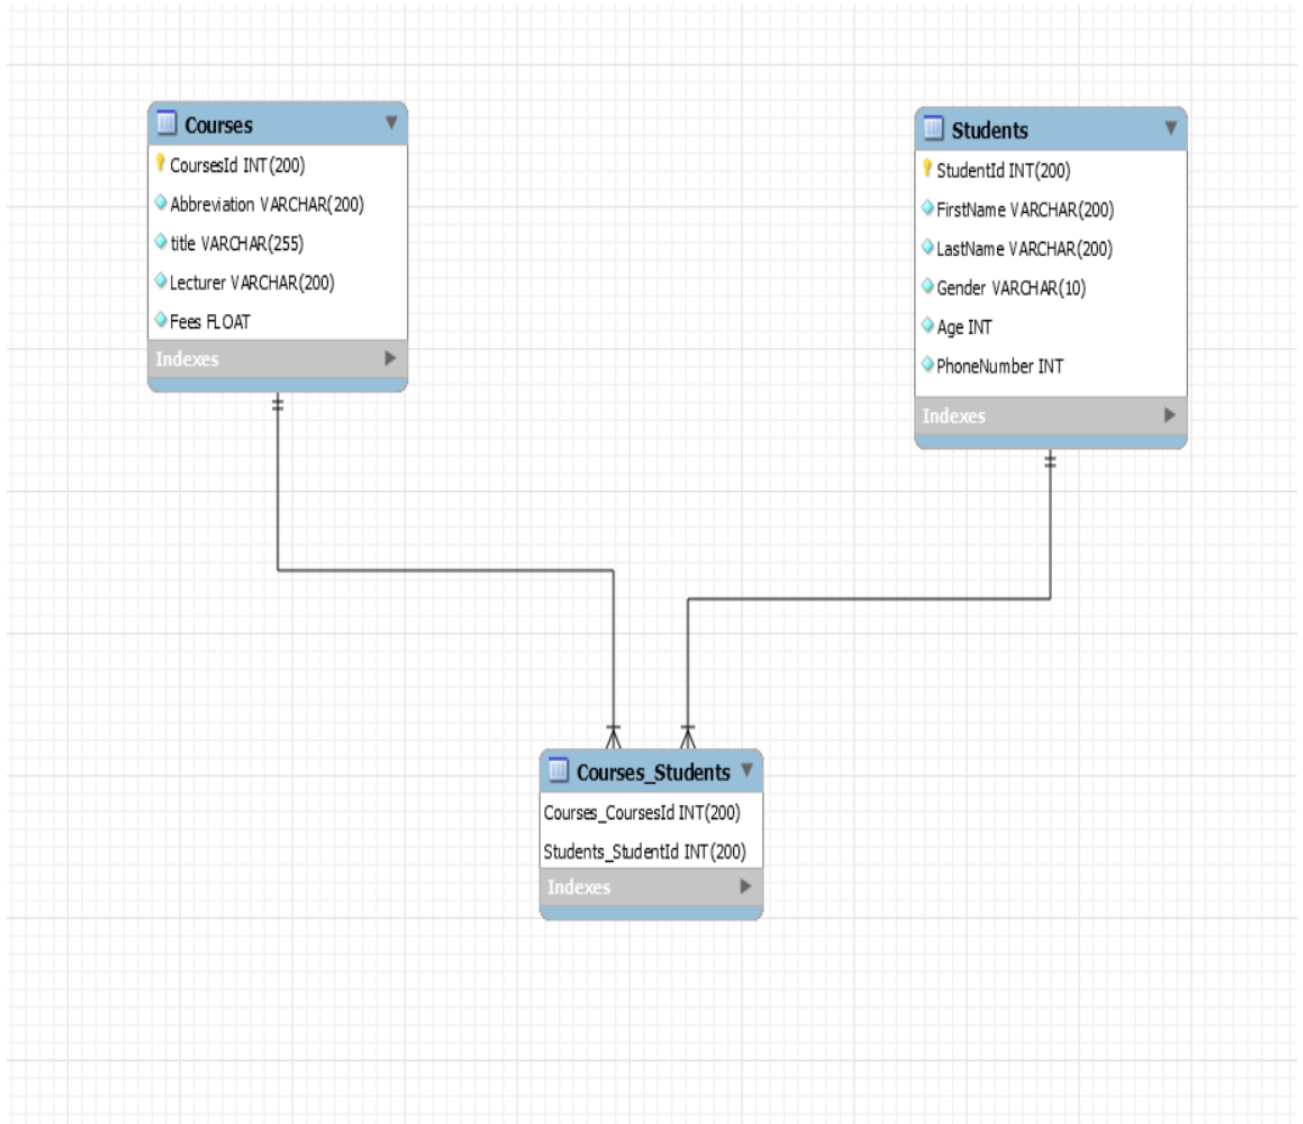 Courses
CoursesId INT(200)
Abbreviation VARCHAR(200)
title VARCHAR(255)
Lecturer VARCHAR(200)
Fees FLOAT
Indexes
Students
StudentId INT(200)
FirstName VARCHAR(200)
LastName VARCHAR(200)
Gender VARCHAR(10)
Age INT
PhoneNumber INT
Indexes
Courses_Students
Courses_CoursesId INT(200)
Students_StudentId INT(200)
Indexes